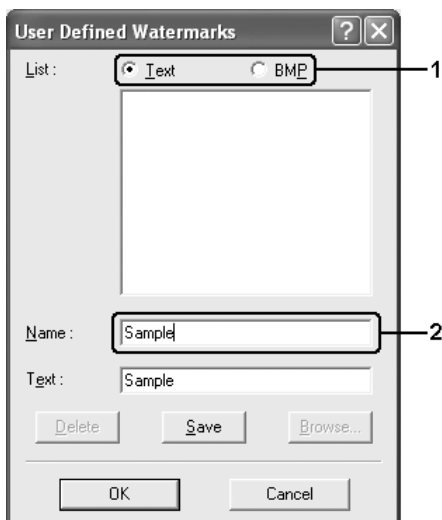 User Defined Watermarks
List : Text BMP 1
Name : Sample 2
Text : Sample
Delete Save Browse...
OK Cancel